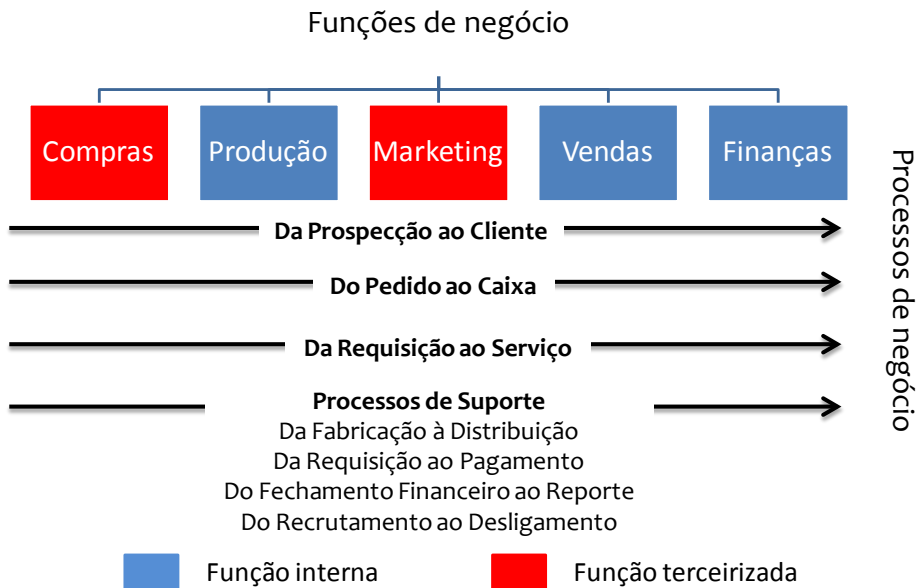 Funções de negócio
Compras
Produção
Marketing
Vendas
Finanças
Processos de negócio
Da Prospecção ao Cliente
Do Pedido ao Caixa
Da Requisição ao Serviço
Processos de Suporte
Da Fabricação à Distribuição
Da Requisição ao Pagamento
Do Fechamento Financeiro ao Reporte
Do Recrutamento ao Desligamento
Função interna
Função terceirizada